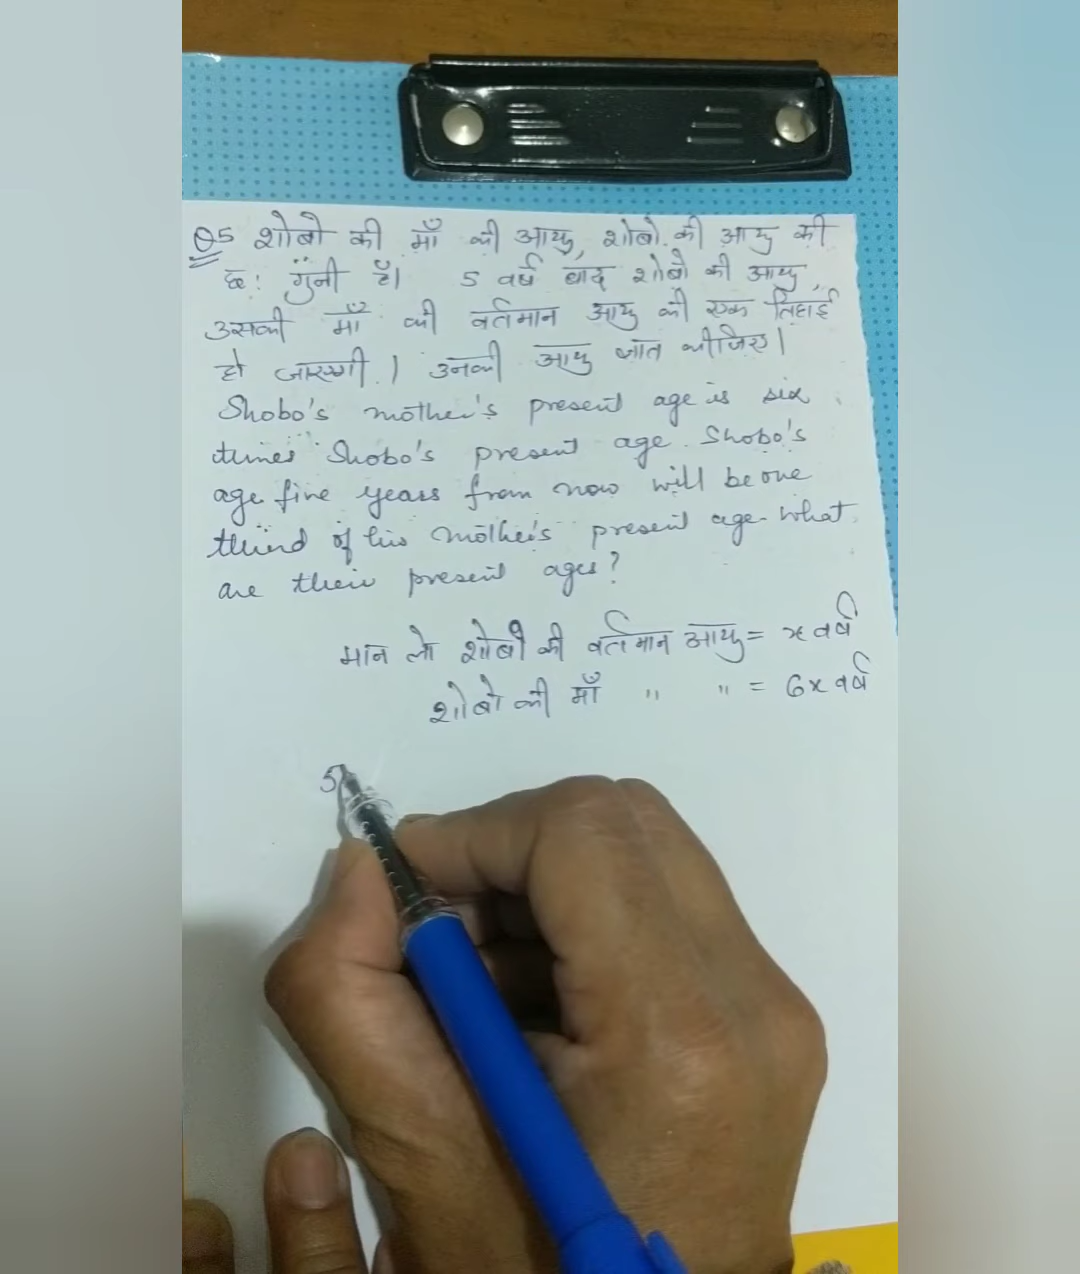 Q5 शोबो की माँ की आयु, शोबो की आयु की
छः गुनी है। 5 वर्ष बाद शोबो की आयु,
उसकी माँ की वर्तमान आयु की एक तिहाई
हो जाएगी। उनकी आयु ज्ञात कीजिए।
Shobo's mother's present age is six
times Shobo's present age. Shobo's
age five years from now will be one
third of his mother's present age. What
are their present ages?
मान लो शोबो की वर्तमान आयु = x वर्ष
शोबो की माँ " " = 6x वर्ष
5